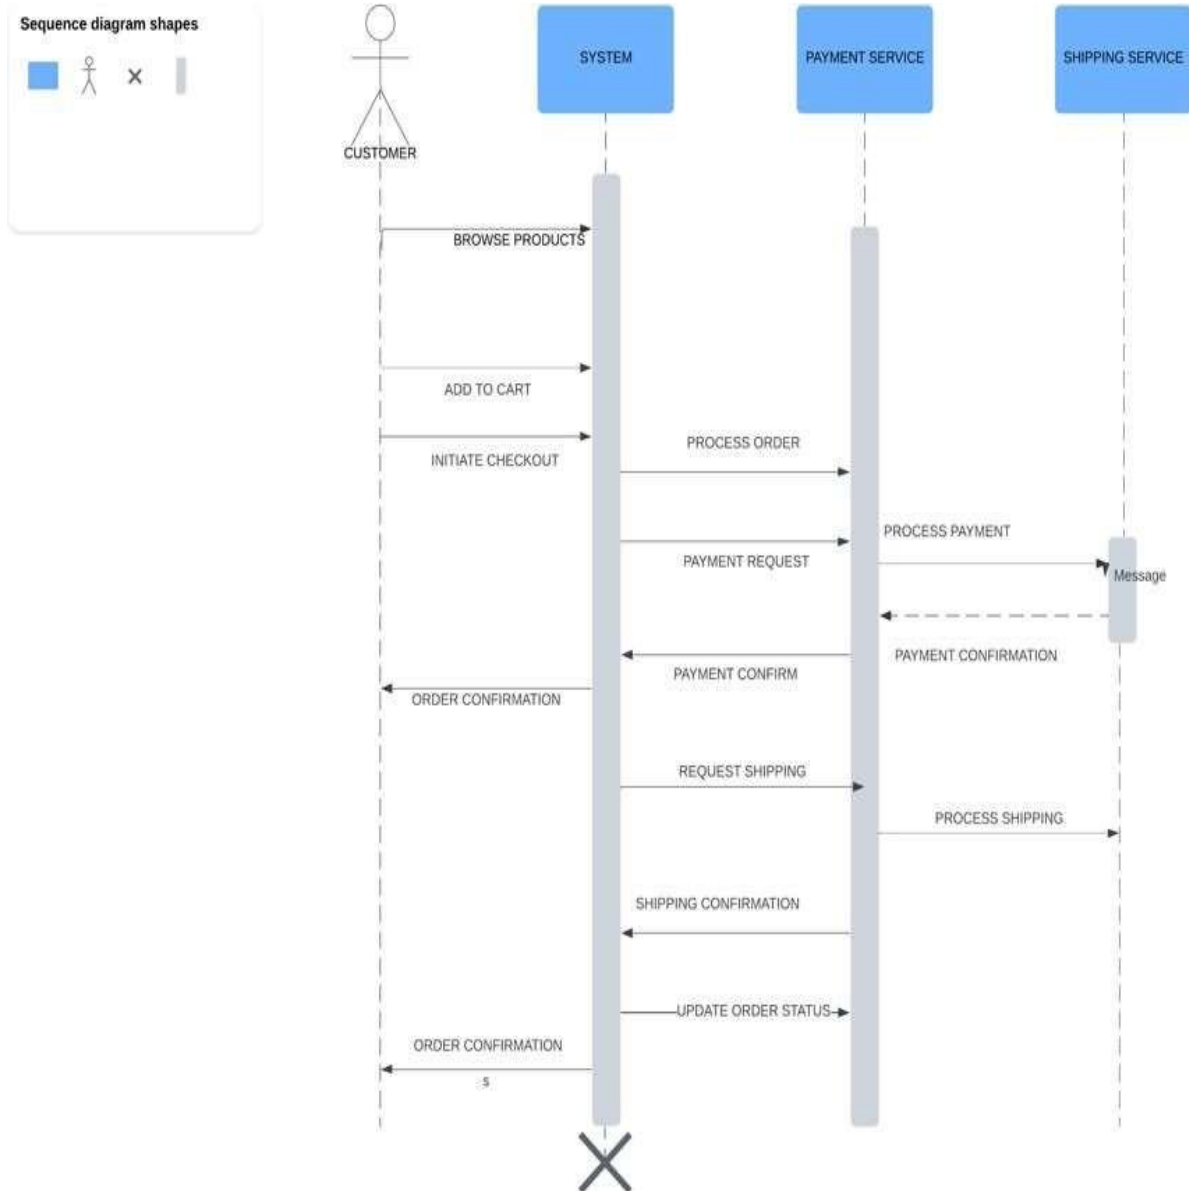 Sequence diagram shapes
SYSTEM
PAYMENT SERVICE
SHIPPING SERVICE
CUSTOMER
BROWSE PRODUCTS
ADD TO CART
INITIATE CHECKOUT
PROCESS ORDER
PAYMENT REQUEST
PROCESS PAYMENT
Message
PAYMENT CONFIRMATION
PAYMENT CONFIRM
ORDER CONFIRMATION
REQUEST SHIPPING
PROCESS SHIPPING
SHIPPING CONFIRMATION
UPDATE ORDER STATUS
ORDER CONFIRMATION
s